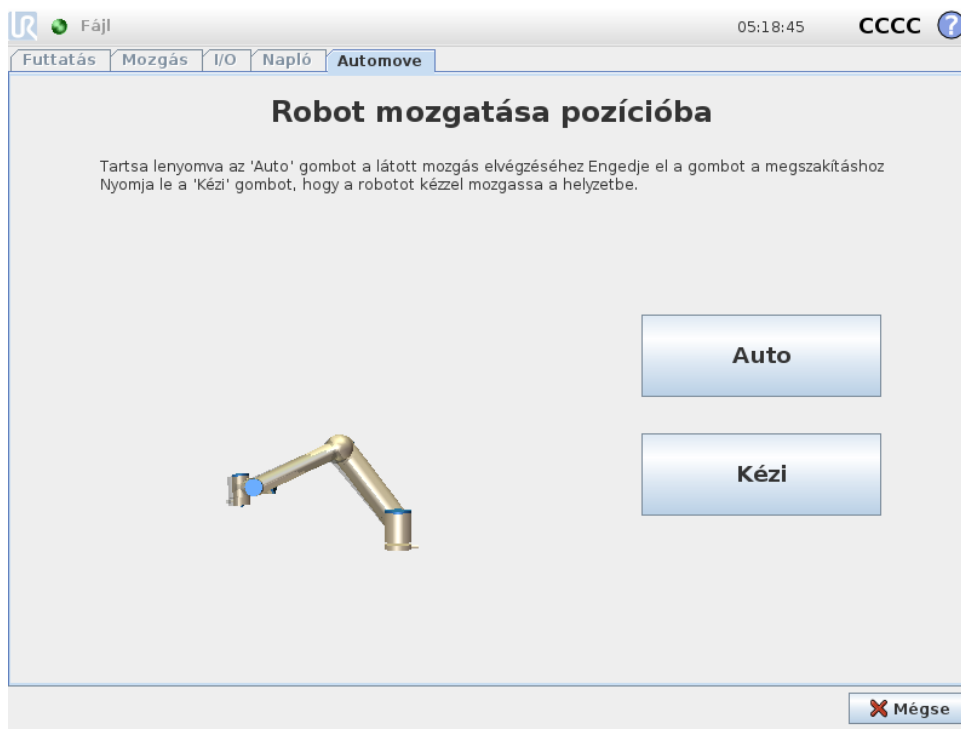 UR Fájl 05:18:45 CCCC ?
Futtatás Mozgás I/O Napló Automove
Robot mozgatása pozícióba
Tartsa lenyomva az 'Auto' gombot a látott mozgás elvégzéséhez Engedje el a gombot a megszakításhoz
Nyomja le a 'Kézi' gombot, hogy a robotot kézzel mozgassa a helyzetbe.
Auto
Kézi
Mégse